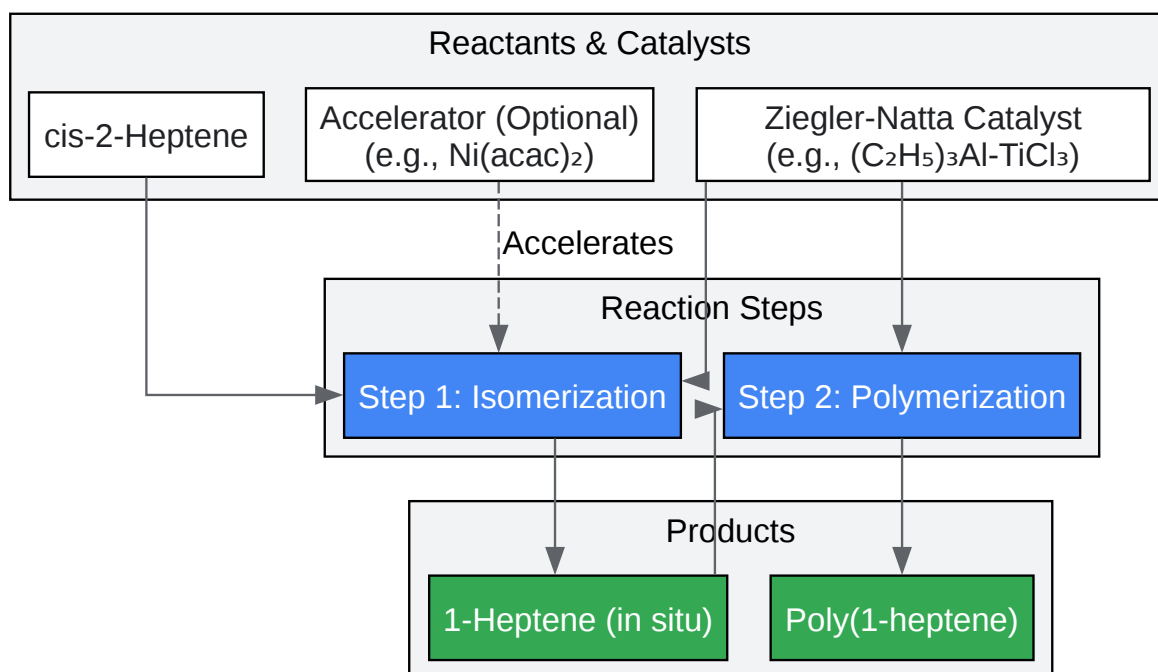 Reactants & Catalysts
cis-2-Heptene
Accelerator (Optional)
(e.g., Ni(acac)₂)
Ziegler-Natta Catalyst
(e.g., (C₂H₅)₃Al-TiCl₃)
Accelerates
Reaction Steps
Step 1: Isomerization
Step 2: Polymerization
Products
1-Heptene (in situ)
Poly(1-heptene)